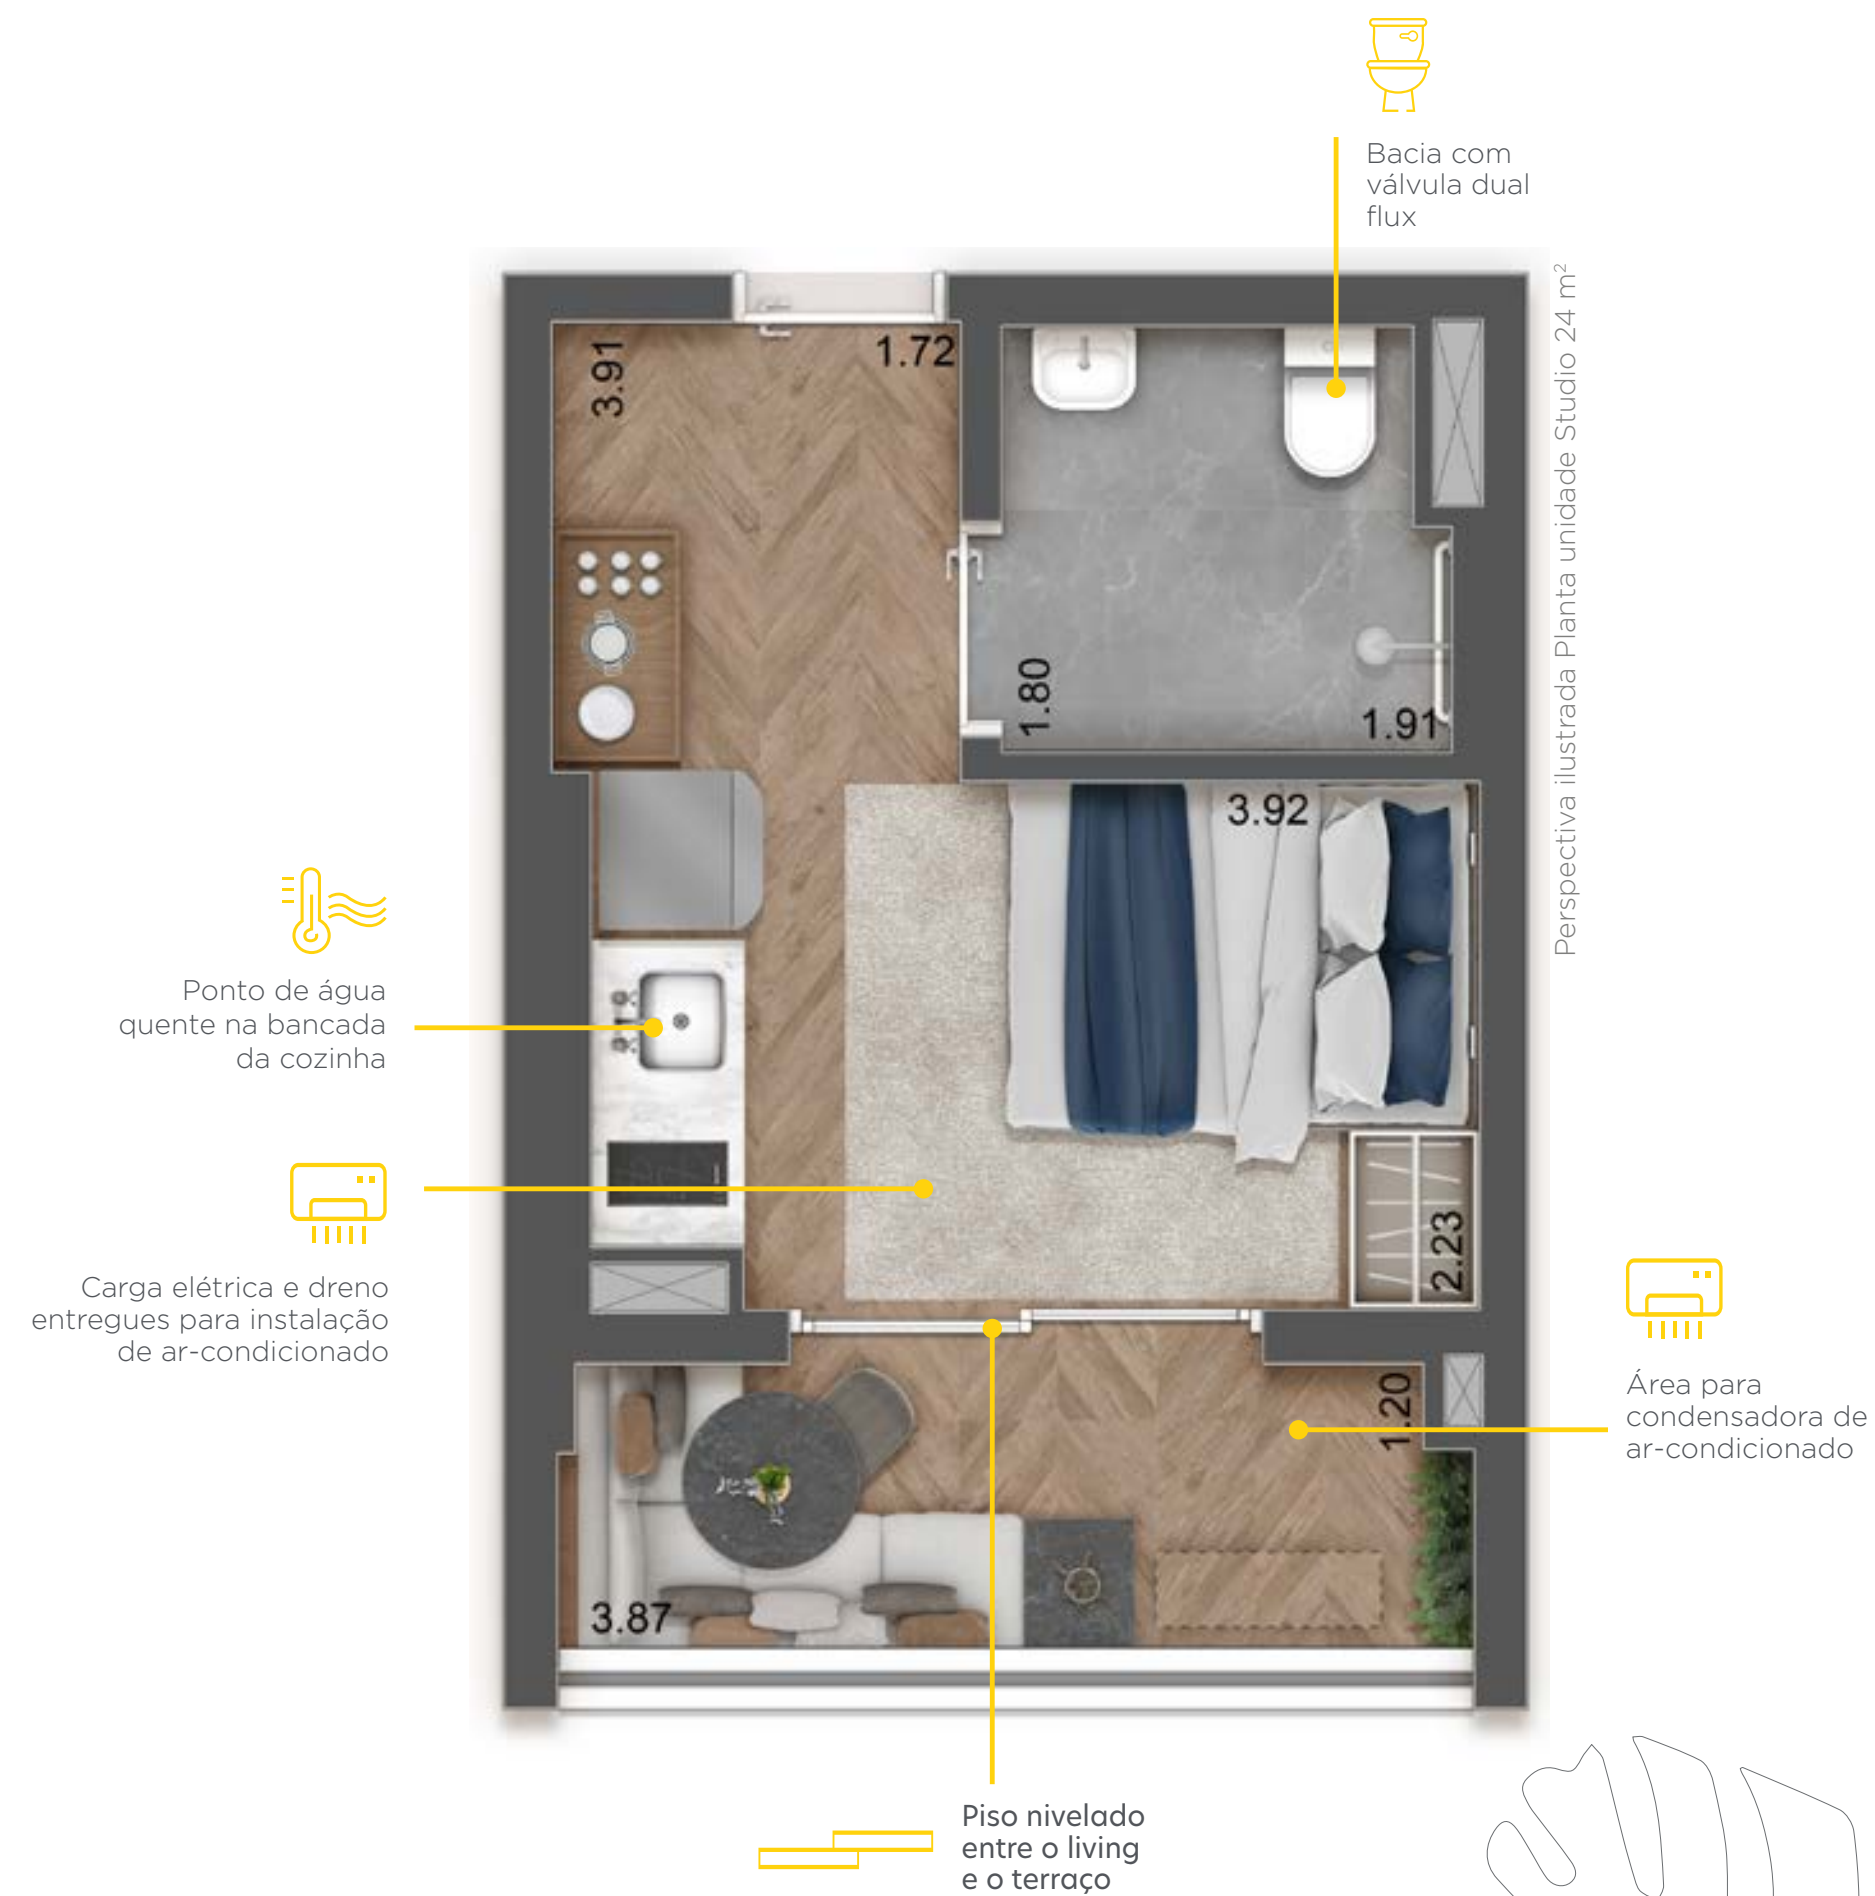 Bacia com
válvula dual
flux
Perspectiva ilustrada Planta unidade Studio 24 m²
3.91
1.72
1.80
1.91
3.92
Ponto de água
quente na bancada
da cozinha
Carga elétrica e dreno
entregues para instalação
de ar-condicionado
2.23
1.20
Área para
condensadora de
ar-condicionado
3.87
Piso nivelado
entre o living
e o terraço